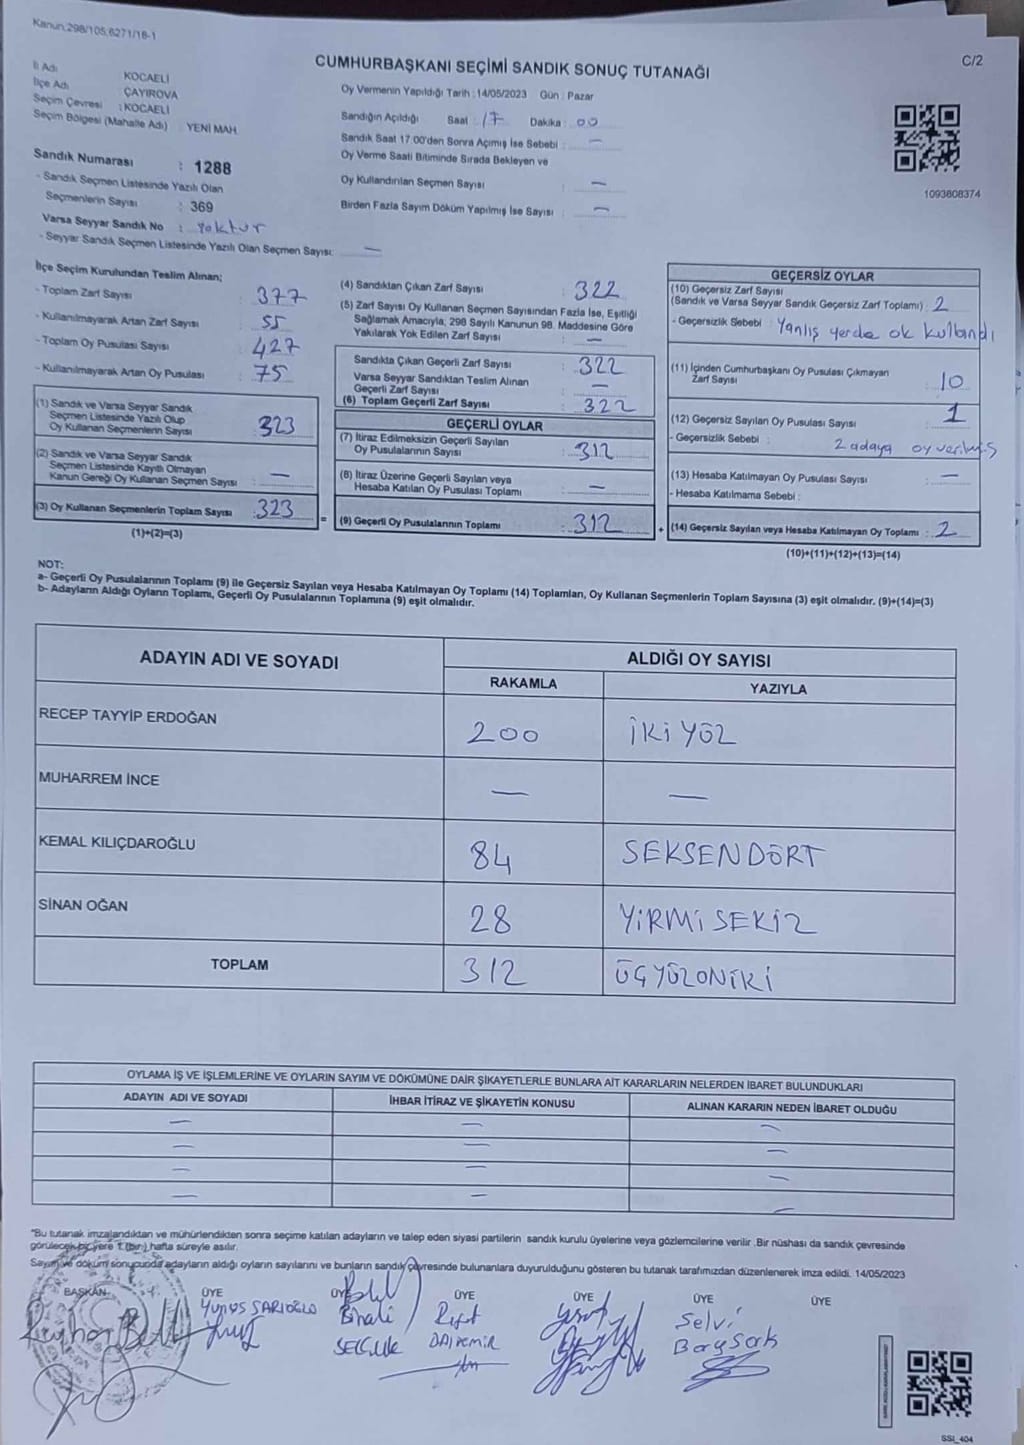 Kanun,298/105,6271/16-1
C/2
CUMHURBAŞKANI SEÇİMİ SANDIK SONUÇ TUTANAĞI
İl Adı KOCAELİ
İlçe Adı ÇAYIROVA
Seçim Çevresi : KOCAELİ
Seçim Bölgesi (Mahalle Adı) YENİ MAH.
Sandık Numarası : 1288
- Sandık Seçmen Listesinde Yazılı Olan
Seçmenlerin Sayısı : 369
Varsa Seyyar Sandık No : yoktur
- Seyyar Sandık Seçmen Listesinde Yazılı Olan Seçmen Sayısı: —
Oy Vermenin Yapıldığı Tarih : 14/05/2023 Gün : Pazar
Sandığın Açıldığı Saat : 17 Dakika : 00
Sandık Saat 17.00'den Sonra Açımış İse Sebebi : —
Oy Verme Saati Bitiminde Sırada Bekleyen ve
Oy Kullandırılan Seçmen Sayısı : —
Birden Fazla Sayım Döküm Yapılmış İse Sayısı : —
1093808374
İlçe Seçim Kurulundan Teslim Alınan;
- Toplam Zarf Sayısı : 377
- Kullanılmayarak Artan Zarf Sayısı : 55
- Toplam Oy Pusulası Sayısı : 427
- Kullanılmayarak Artan Oy Pusulası : 75
(1) Sandık ve Varsa Seyyar Sandık
Seçmen Listesinde Yazılı Olup
Oy Kullanan Seçmenlerin Sayısı : 323
(2) Sandık ve Varsa Seyyar Sandık
Seçmen Listesinde Kayıtlı Olmayan
Kanun Gereği Oy Kullanan Seçmen Sayısı : —
(3) Oy Kullanan Seçmenlerin Toplam Sayısı : 323
(1)+(2)=(3)
(4) Sandıktan Çıkan Zarf Sayısı : 322
(5) Zarf Sayısı Oy Kullanan Seçmen Sayısından Fazla İse, Eşitliği
Sağlamak Amacıyla, 298 Sayılı Kanunun 98. Maddesine Göre
Yakılarak Yok Edilen Zarf Sayısı : —
Sandıkta Çıkan Geçerli Zarf Sayısı : 322
Varsa Seyyar Sandıktan Teslim Alınan
Geçerli Zarf Sayısı : —
(6) Toplam Geçerli Zarf Sayısı : 322
GEÇERLİ OYLAR
(7) İtiraz Edilmeksizin Geçerli Sayılan
Oy Pusulalarının Sayısı : 312
(8) İtiraz Üzerine Geçerli Sayılan veya
Hesaba Katılan Oy Pusulası Toplamı : —
= (9) Geçerli Oy Pusulalarının Toplamı : 312
GEÇERSİZ OYLAR
(10) Geçersiz Zarf Sayısı
(Sandık ve Varsa Seyyar Sandık Geçersiz Zarf Toplamı) : 2
- Geçersizlik Sebebi : Yanlış yerde ok kullandı
(11) İçinden Cumhurbaşkanı Oy Pusulası Çıkmayan
Zarf Sayısı : 10
(12) Geçersiz Sayılan Oy Pusulası Sayısı : 1
- Geçersizlik Sebebi : 2 adaya oy verilmiş
(13) Hesaba Katılmayan Oy Pusulası Sayısı : —
- Hesaba Katılmama Sebebi :
+ (14) Geçersiz Sayılan veya Hesaba Katılmayan Oy Toplamı : 2
(10)+(11)+(12)+(13)=(14)
NOT:
a- Geçerli Oy Pusulalarının Toplamı (9) ile Geçersiz Sayılan veya Hesaba Katılmayan Oy Toplamı (14) Toplamları, Oy Kullanan Seçmenlerin Toplam Sayısına (3) eşit olmalıdır. (9)+(14)=(3)
b- Adayların Aldığı Oyların Toplamı, Geçerli Oy Pusulalarının Toplamına (9) eşit olmalıdır.
ADAYIN ADI VE SOYADI ALDIĞI OY SAYISI
RAKAMLA YAZIYLA
RECEP TAYYİP ERDOĞAN 200 İKİ YÜZ
MUHARREM İNCE — —
KEMAL KILIÇDAROĞLU 84 SEKSENDÖRT
SİNAN OĞAN 28 YİRMİSEKİZ
TOPLAM 312 ÜÇYÜZONİKİ
OYLAMA İŞ VE İŞLEMLERİNE VE OYLARIN SAYIM VE DÖKÜMÜNE DAİR ŞİKAYETLERLE BUNLARA AİT KARARLARIN NELERDEN İBARET BULUNDUKLARI
ADAYIN ADI VE SOYADI İHBAR İTİRAZ VE ŞİKAYETİN KONUSU ALINAN KARARIN NEDEN İBARET OLDUĞU
— — —
— — —
— — —
— — —
*Bu tutanak imzalandıktan ve mühürlendikten sonra seçime katılan adayların ve talep eden siyasi partilerin sandık kurulu üyelerine veya gözlemcilerine verilir. Bir nüshası da sandık çevresinde
görülecek bir yere 1 (bir) hafta süreyle asılır.
Sayım ve döküm sonucunda adayların aldığı oyların sayılarını ve bunların sandık çevresinde bulunanlara duyurulduğunu gösteren bu tutanak tarafımızdan düzenlenerek imza edildi. 14/05/2023
BAŞKAN ÜYE ÜYE ÜYE ÜYE ÜYE ÜYE
Yunus SARIOĞLU
Binali
SELÇUK
Rıfat
DALDEMİR
Selvi
Baysak
SSI_404